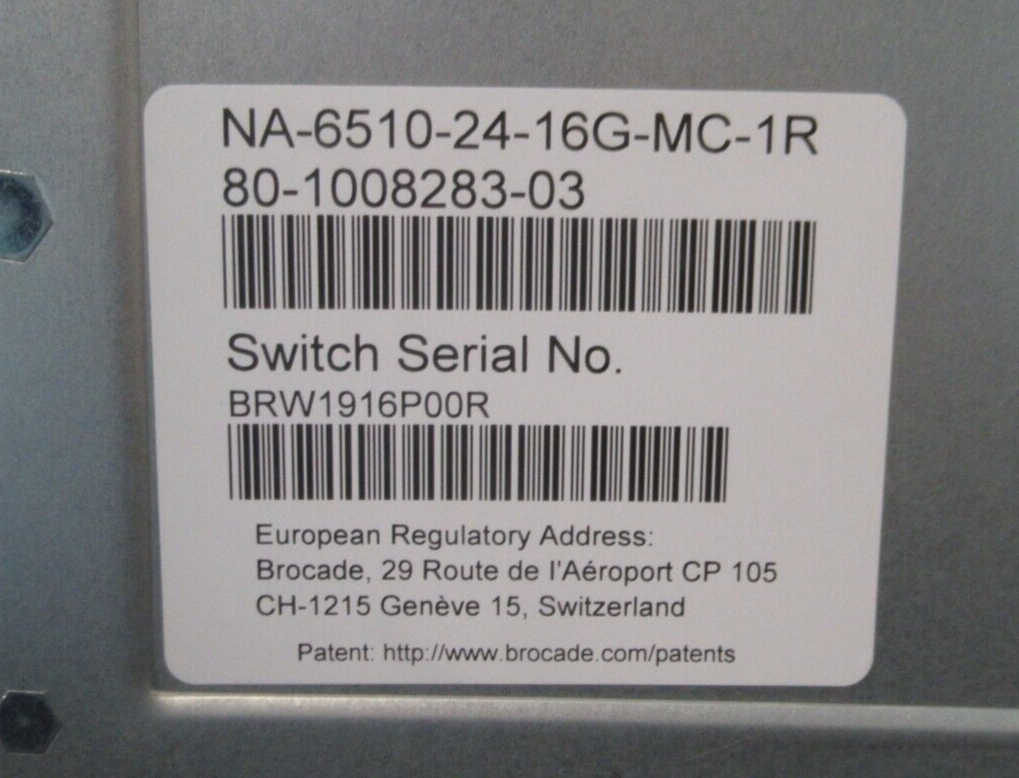 NA-6510-24-16G-MC-1R
80-1008283-03
Switch Serial No.
BRW1916P00R
European Regulatory Address:
Brocade, 29 Route de l'Aéroport CP 105
CH-1215 Genève 15, Switzerland
Patent: http://www.brocade.com/patents